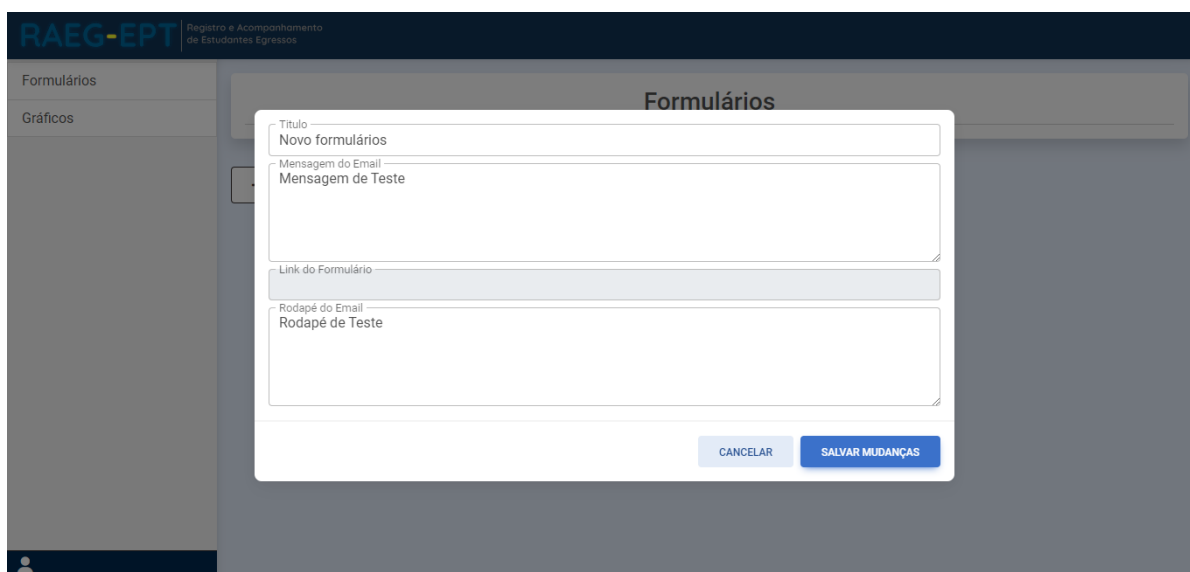 RAEG-EPT
Registro e Acompanhamento
de Estudantes Egressos
Formulários
Gráficos
Formulários
Titulo
Novo formulários
Mensagem do Email
Mensagem de Teste
Link do Formulário
Rodapé do Email
Rodapé de Teste
CANCELAR
SALVAR MUDANÇAS